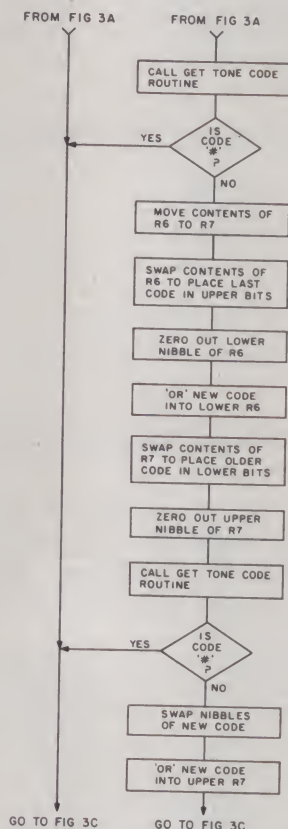 FROM FIG 3A
FROM FIG 3A
CALL GET TONE CODE
ROUTINE
YES
IS
CODE
'#'
?
NO
MOVE CONTENTS OF
R6 TO R7
SWAP CONTENTS OF
R6 TO PLACE LAST
CODE IN UPPER BITS
ZERO OUT LOWER
NIBBLE OF R6
'OR' NEW CODE
INTO LOWER R6
SWAP CONTENTS OF
R7 TO PLACE OLDER
CODE IN LOWER BITS
ZERO OUT UPPER
NIBBLE OF R7
CALL GET TONE CODE
ROUTINE
YES
IS
CODE
'#'
?
NO
SWAP NIBBLES
OF NEW CODE
'OR' NEW CODE
INTO UPPER R7
GO TO FIG 3C
GO TO FIG 3C